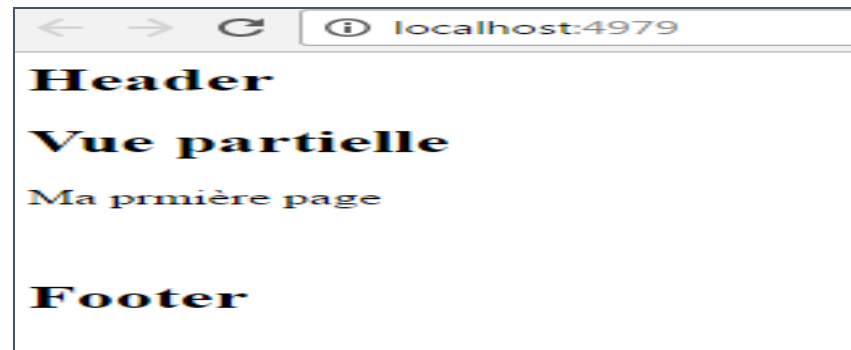 localhost:4979
Header
Vue partielle
Ma prmière page
Footer